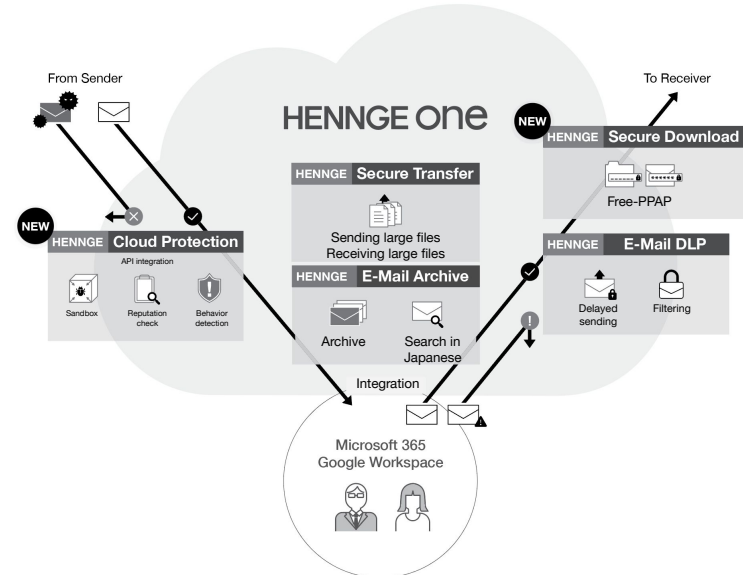 From Sender
To Receiver
HENNGE one
NEW
HENNGE Secure Download
Free-PPAP
HENNGE Secure Transfer
Sending large files
Receiving large files
NEW
HENNGE Cloud Protection
API integration
Sandbox
Reputation
check
Behavior
detection
HENNGE E-Mail DLP
Delayed
sending
Filtering
HENNGE E-Mail Archive
Archive
Search in
Japanese
Integration
Microsoft 365
Google Workspace